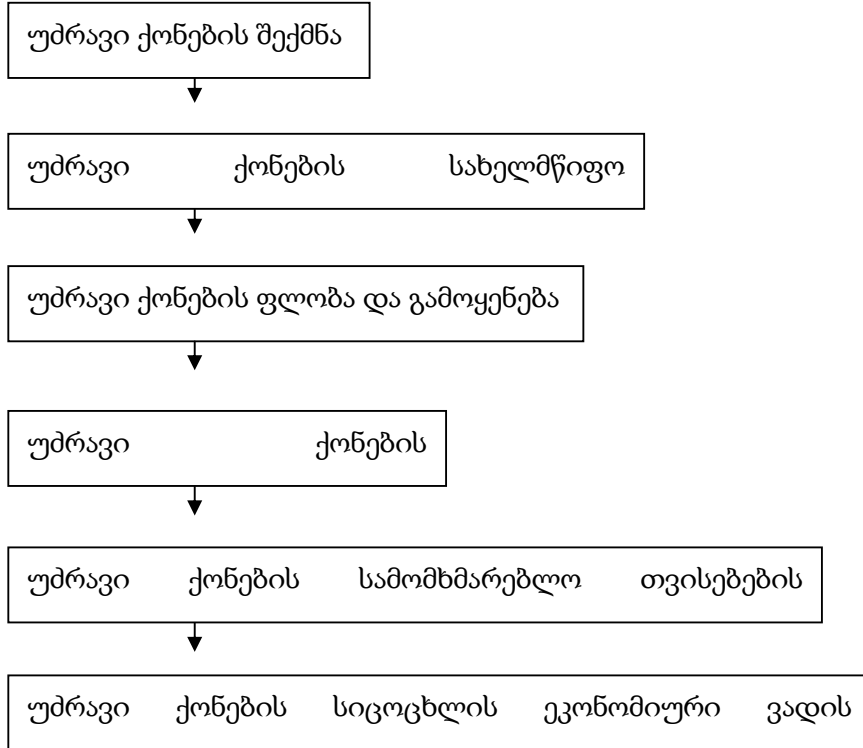 უძრავი ქონების შექმნა
უძრავი ქონების სახელმწიფო
უძრავი ქონების ფლობა და გამოყენება
უძრავი ქონების
უძრავი ქონების სამომხმარებლო თვისებების
უძრავი ქონების სიცოცხლის ეკონომიური ვადის